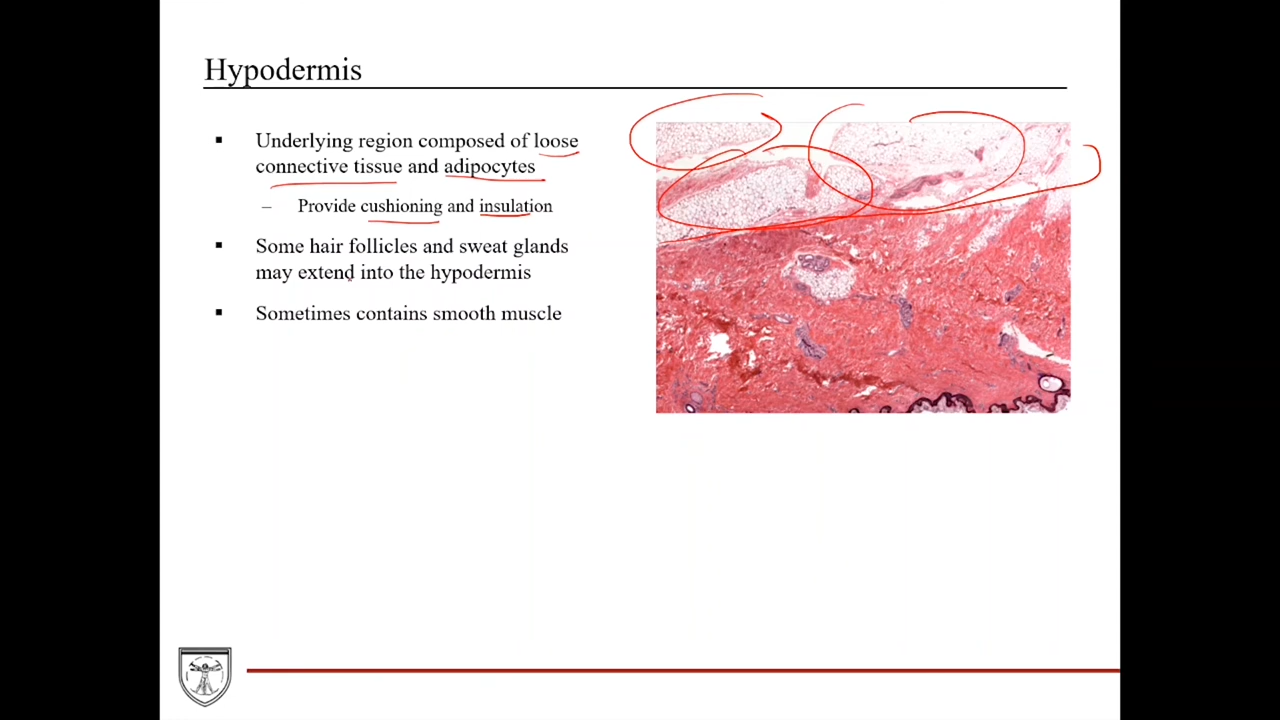 Hypodermis
▪ Underlying region composed of loose
connective tissue and adipocytes
– Provide cushioning and insulation
▪ Some hair follicles and sweat glands
may extend into the hypodermis
▪ Sometimes contains smooth muscle